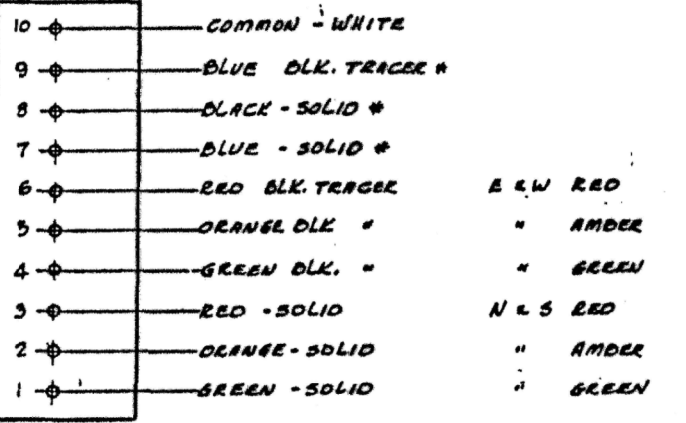 10 COMMON - WHITE
9 BLUE BLK. TRACER *
8 BLACK - SOLID *
7 BLUE - SOLID *
6 RED BLK. TRACER E & W RED
5 ORANGE BLK " " AMBER
4 GREEN BLK. " " GREEN
3 RED - SOLID N & S RED
2 ORANGE - SOLID " AMBER
1 GREEN - SOLID " GREEN